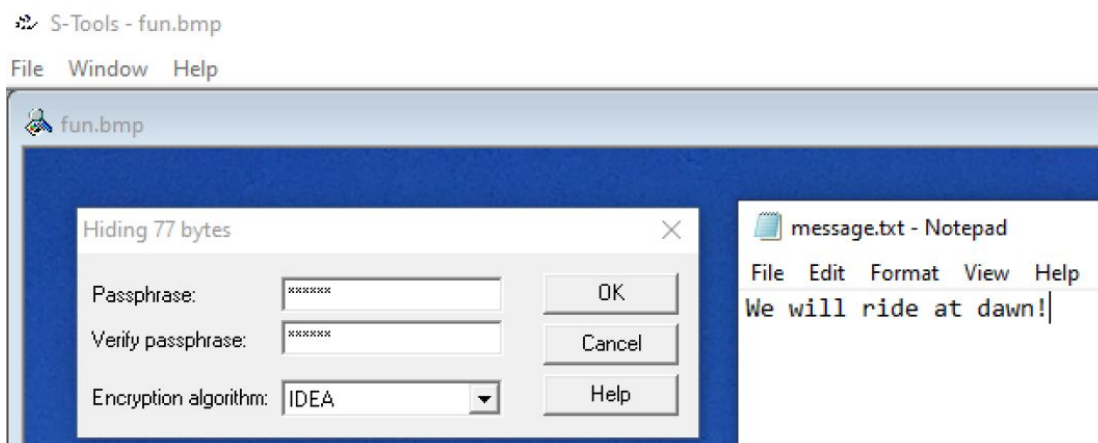 S-Tools - fun.bmp
File Window Help
fun.bmp
Hiding 77 bytes
Passphrase: ××××××
OK
Verify passphrase: ××××××
Cancel
Encryption algorithm: IDEA
Help
message.txt - Notepad
File Edit Format View Help
We will ride at dawn!